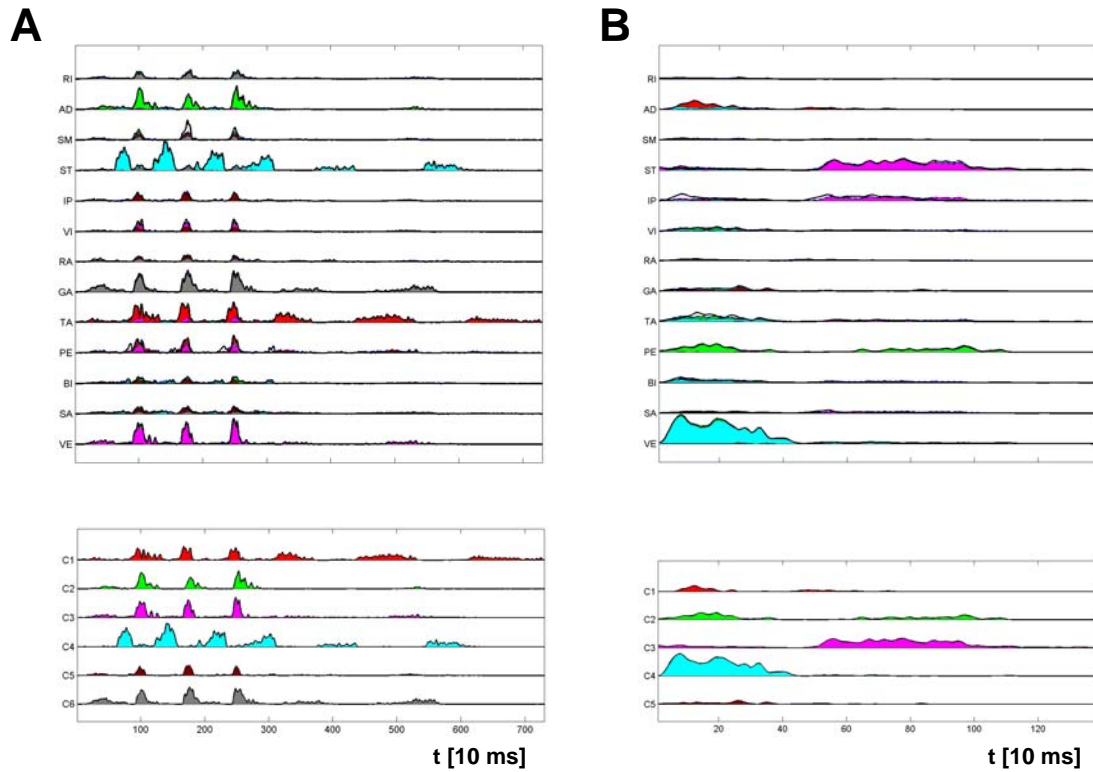 A
RI
AD
SM
ST
IP
VI
RA
GA
TA
PE
BI
SA
VE
C1
C2
C3
C4
C5
C6
100 200 300 400 500 600 700
t [10 ms]
B
RI
AD
SM
ST
IP
VI
RA
GA
TA
PE
BI
SA
VE
C1
C2
C3
C4
C5
20 40 60 80 100 120
t [10 ms]